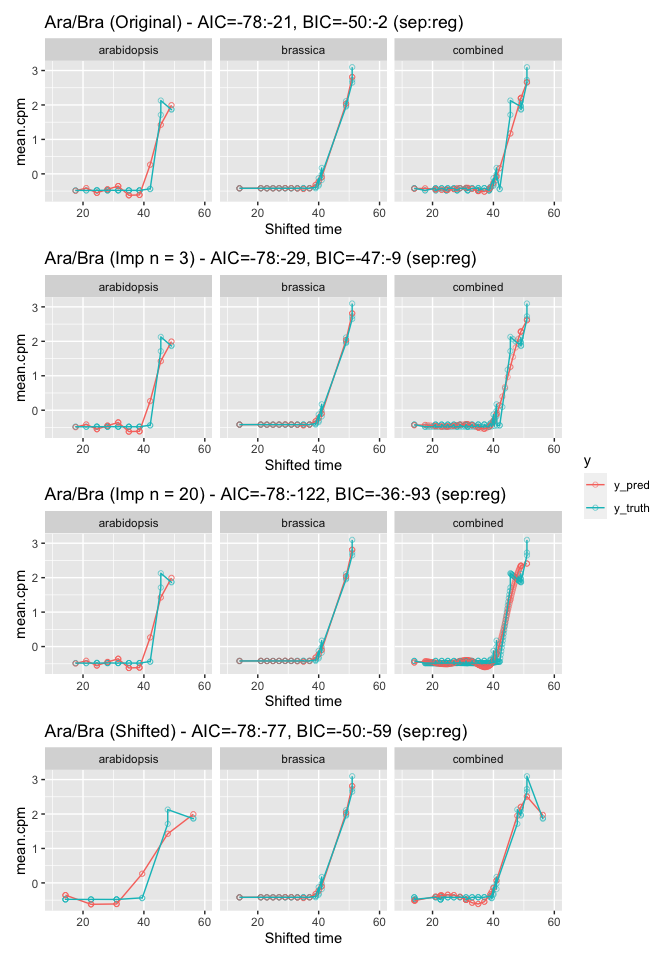 Ara/Bra (Original) - AIC=-78:-21, BIC=-50:-2 (sep:reg)
arabidopsis brassica combined
3
2
1
0
mean.cpm
20 40 60 20 40 60 20 40 60
Shifted time
Ara/Bra (Imp n = 3) - AIC=-78:-29, BIC=-47:-9 (sep:reg)
arabidopsis brassica combined
3
2
1
0
mean.cpm
20 40 60 20 40 60 20 40 60
Shifted time
y
y_pred
y_truth
Ara/Bra (Imp n = 20) - AIC=-78:-122, BIC=-36:-93 (sep:reg)
arabidopsis brassica combined
3
2
1
0
mean.cpm
20 40 60 20 40 60 20 40 60
Shifted time
Ara/Bra (Shifted) - AIC=-78:-77, BIC=-50:-59 (sep:reg)
arabidopsis brassica combined
3
2
1
0
mean.cpm
20 40 60 20 40 60 20 40 60
Shifted time